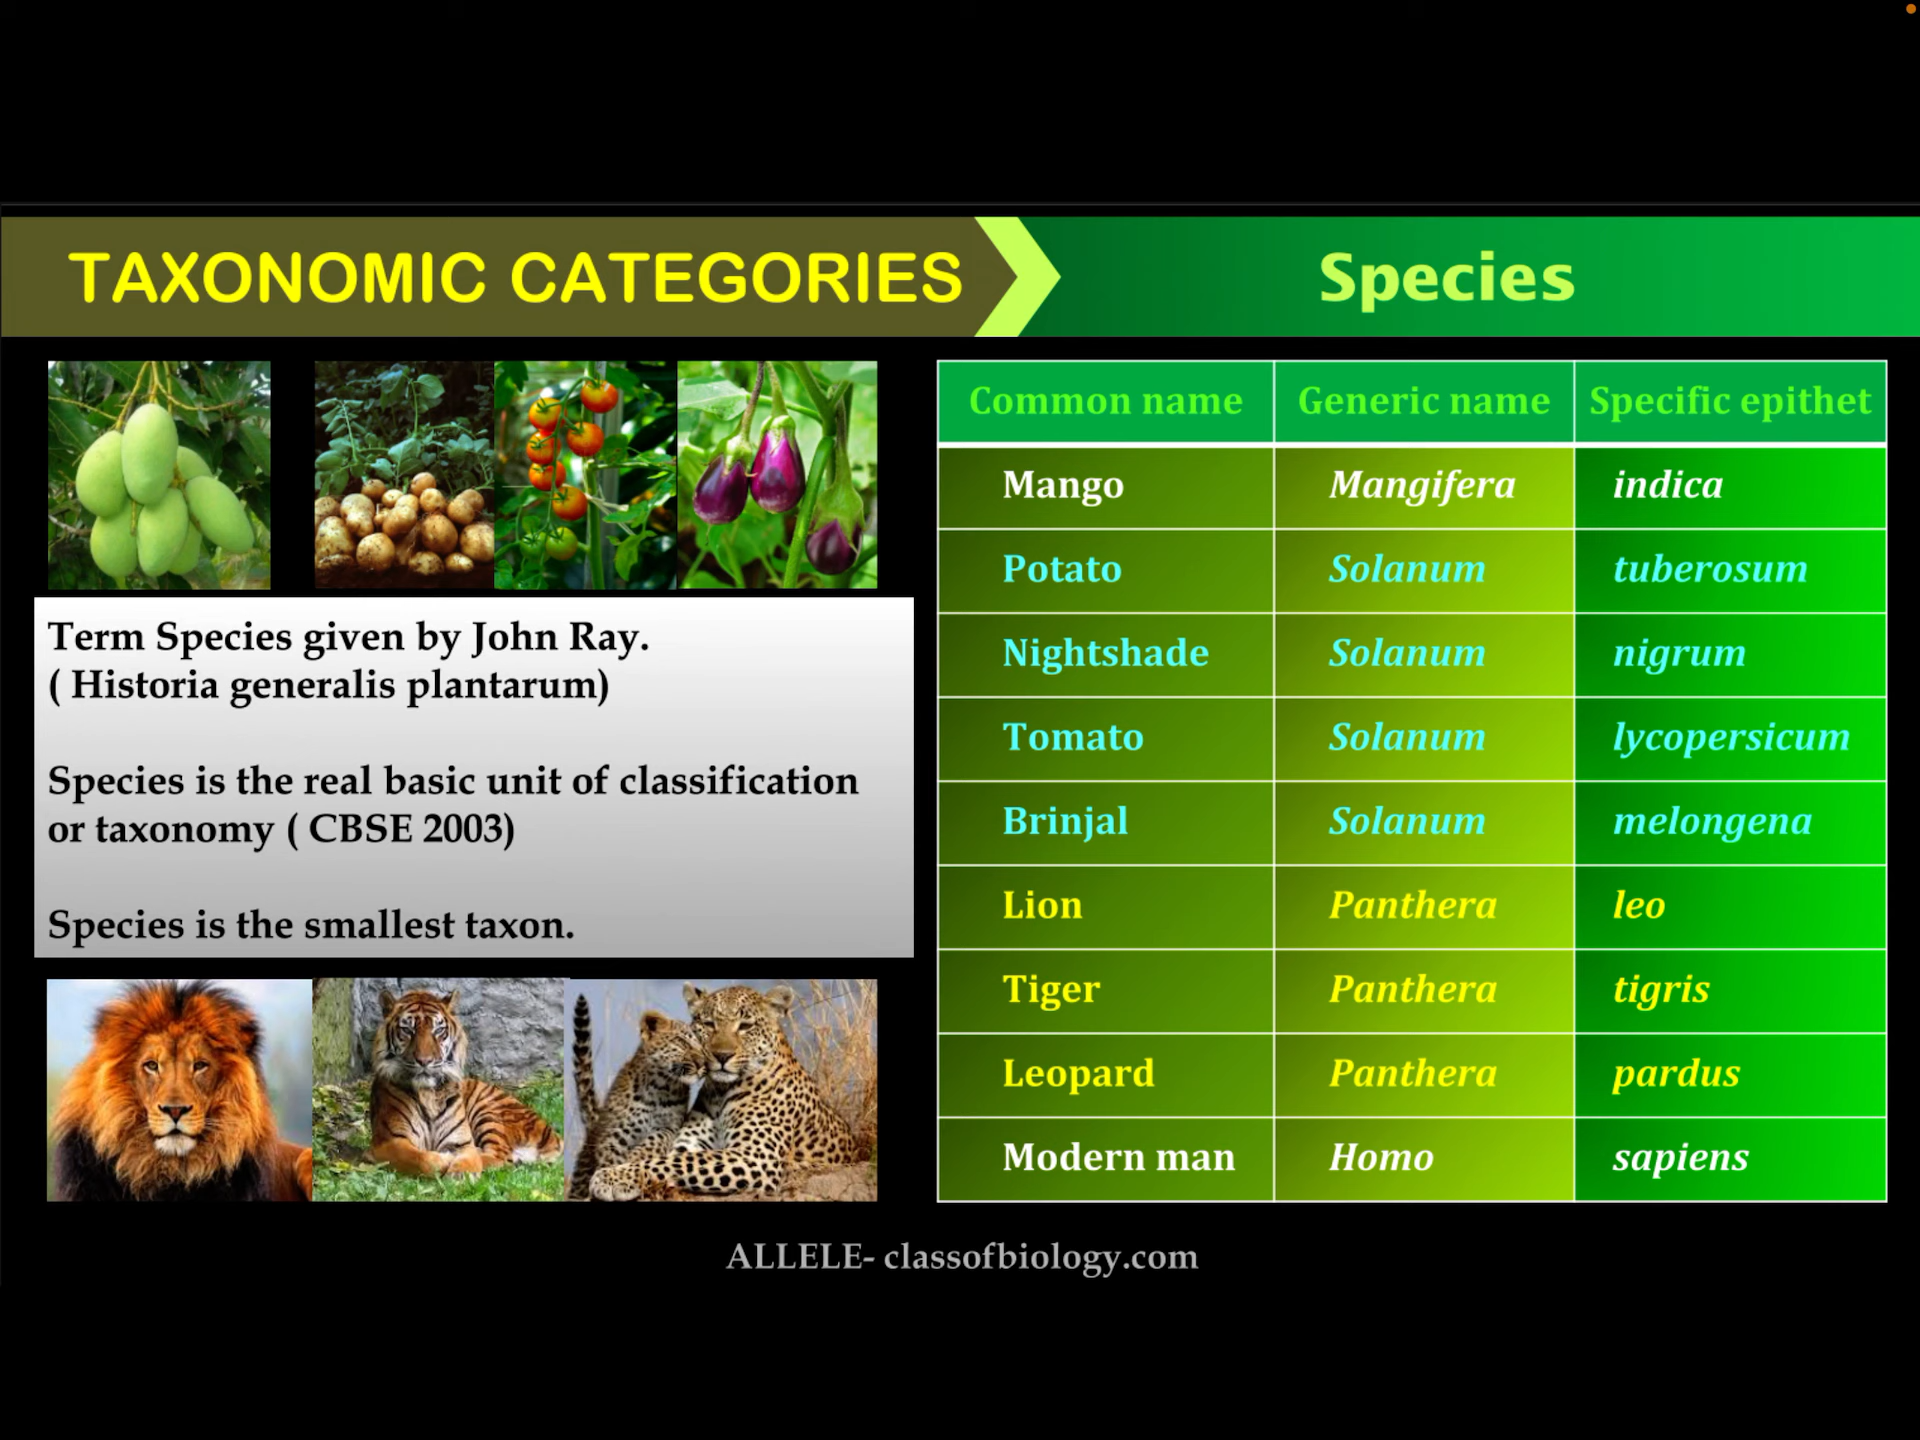 TAXONOMIC CATEGORIES
Species
Term Species given by John Ray.
( Historia generalis plantarum)
Species is the real basic unit of classification
or taxonomy ( CBSE 2003)
Species is the smallest taxon.
Common name Generic name Specific epithet
Mango Mangifera indica
Potato Solanum tuberosum
Nightshade Solanum nigrum
Tomato Solanum lycopersicum
Brinjal Solanum melongena
Lion Panthera leo
Tiger Panthera tigris
Leopard Panthera pardus
Modern man Homo sapiens
ALLELE- classofbiology.com